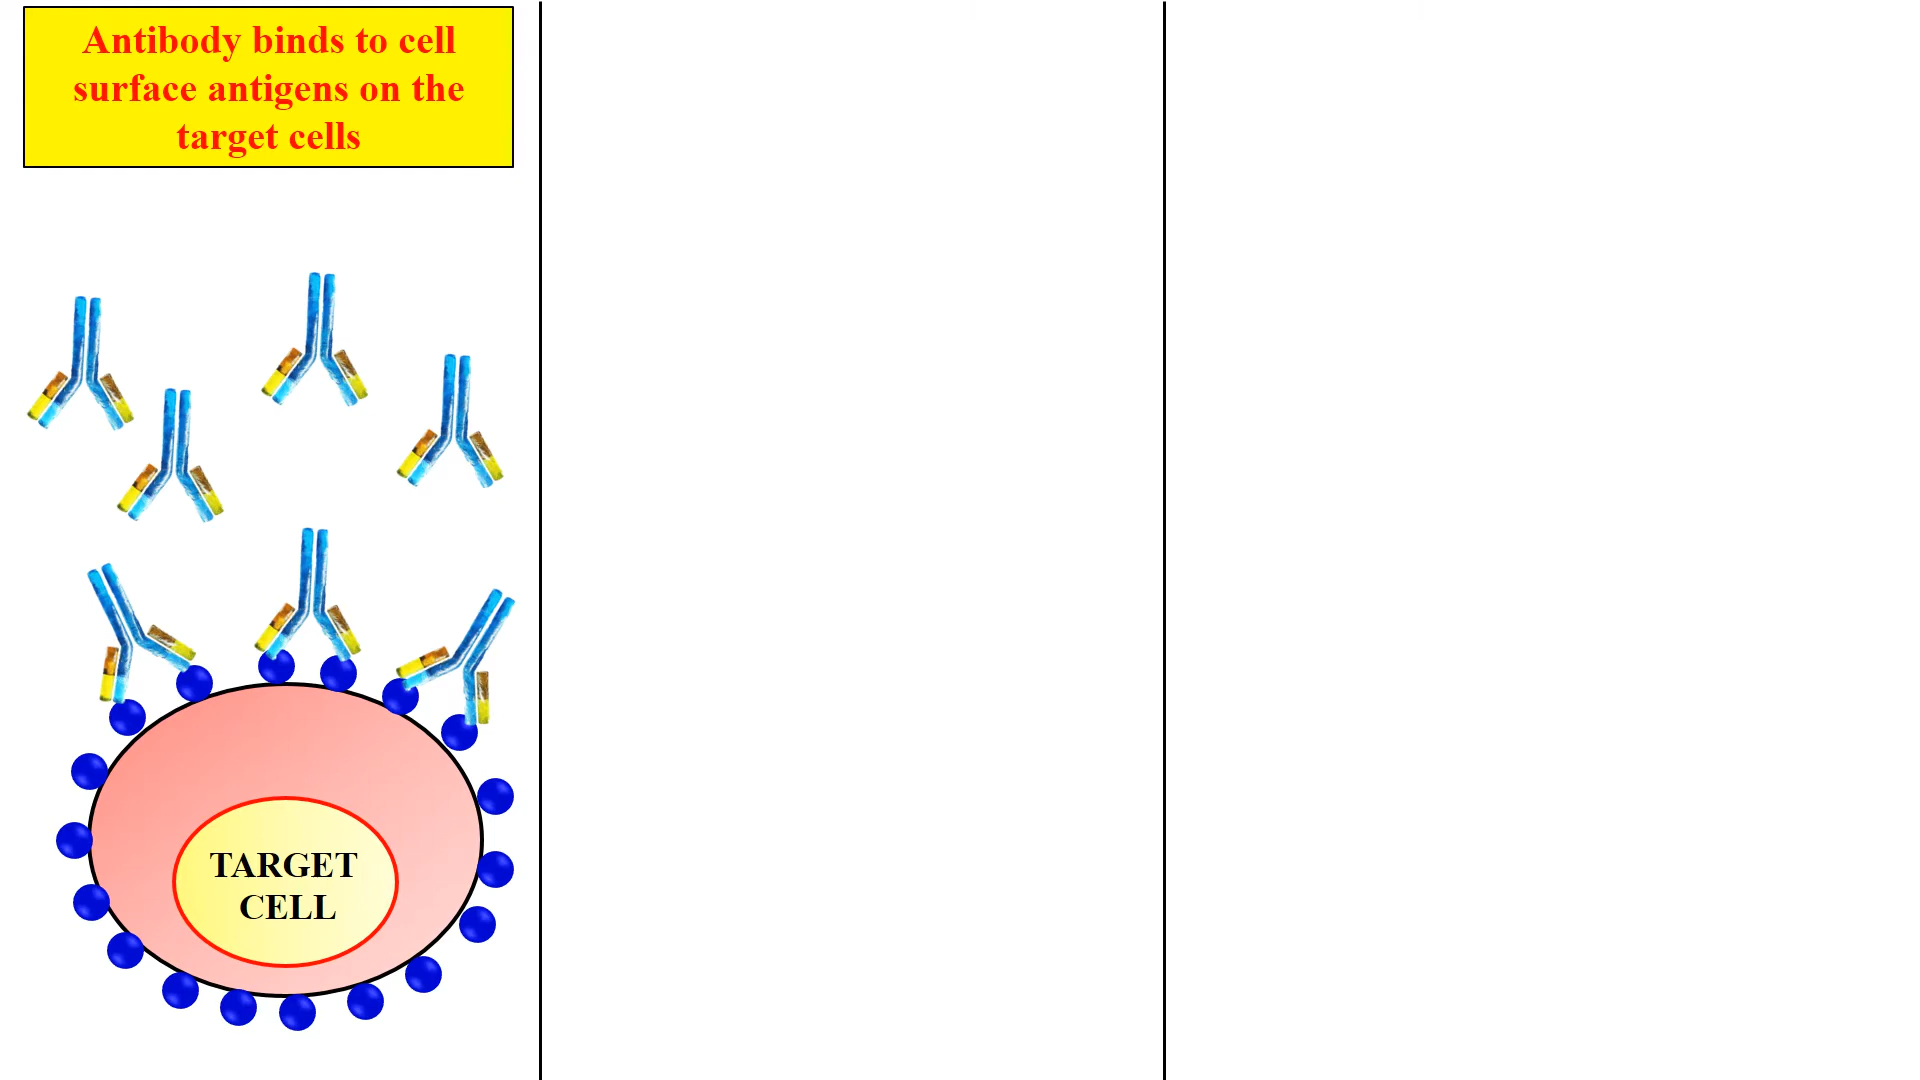 Antibody binds to cell
surface antigens on the
target cells
TARGET
CELL